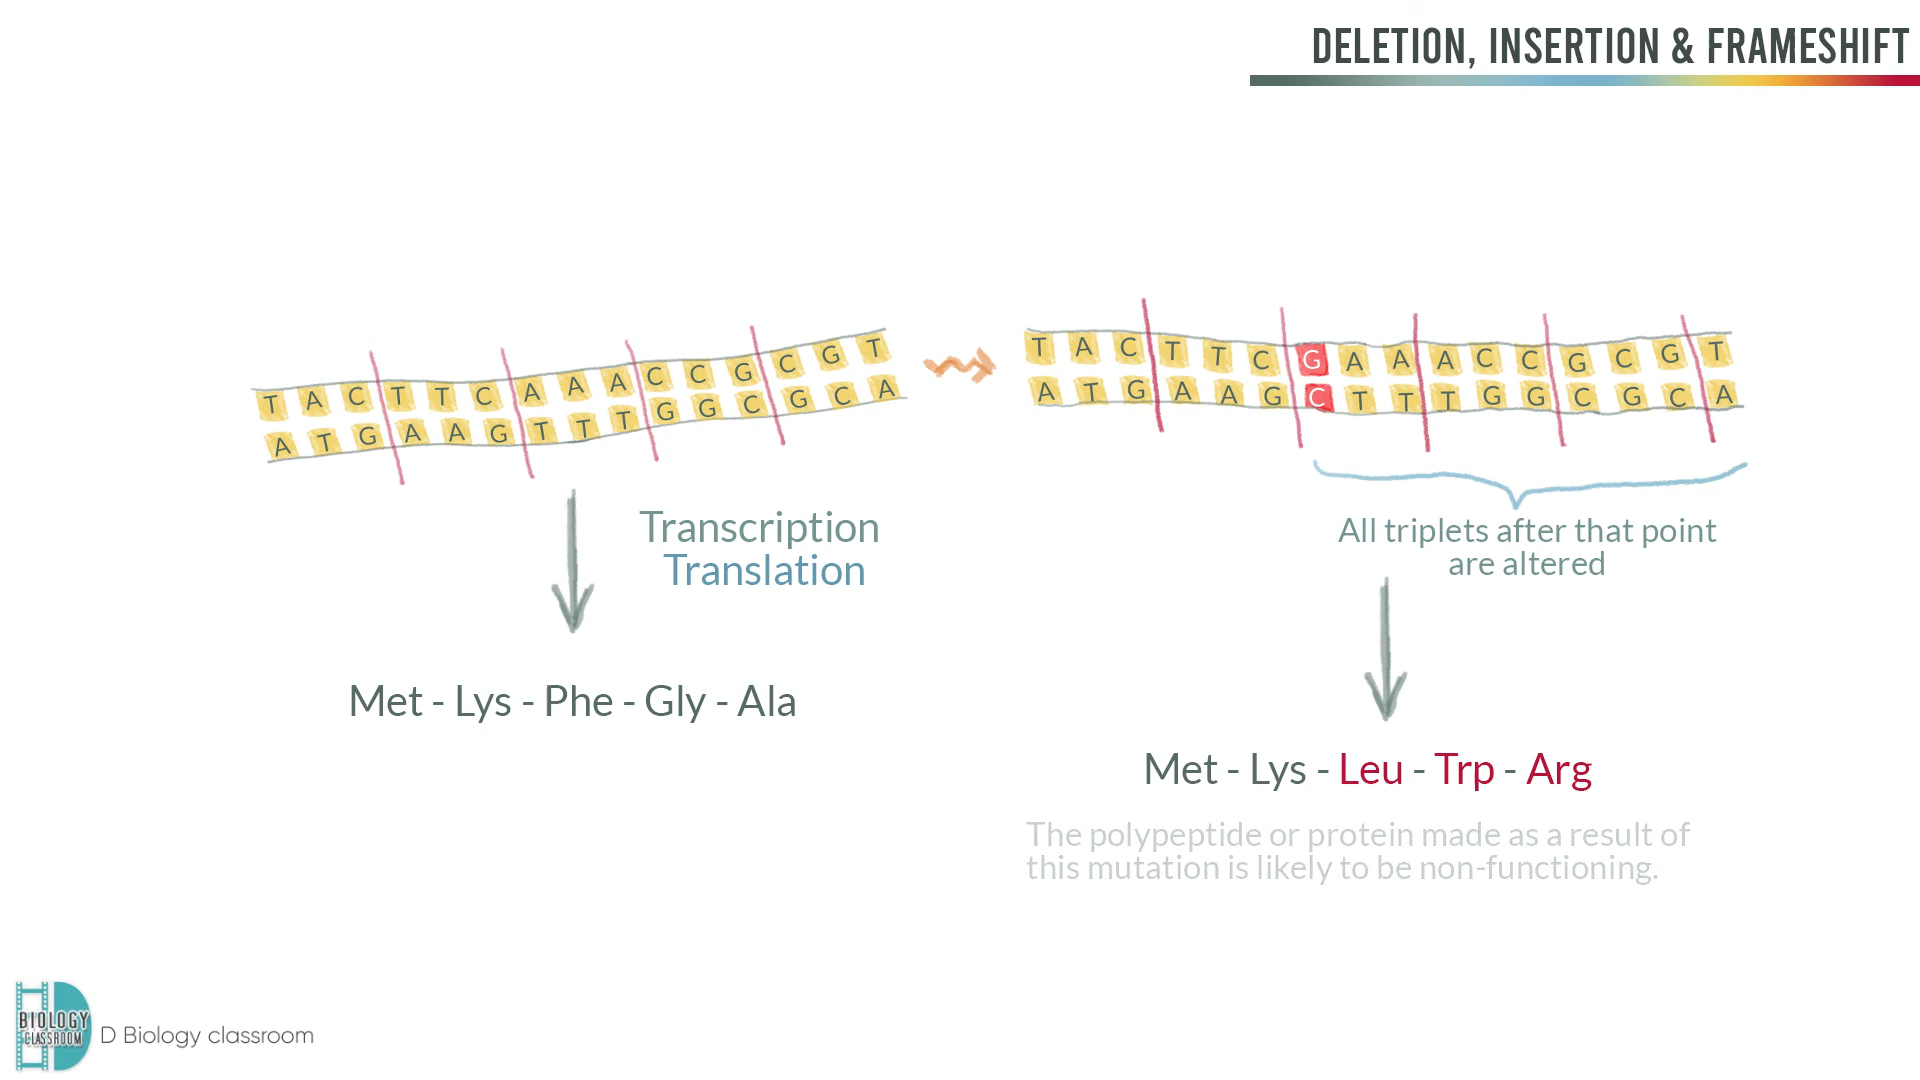 DELETION, INSERTION & FRAMESHIFT
T A C T T C A A A C C G C G T
A T G A A G T T T G G C G C A
T A C T T C G A A A C C G C G T
A T G A A G C T T T G G C G C A
Transcription
Translation
All triplets after that point
are altered
Met - Lys - Phe - Gly - Ala
Met - Lys - Leu - Trp - Arg
The polypeptide or protein made as a result of
this mutation is likely to be non-functioning.
BIOLOGY
CLASSROOM
D Biology classroom